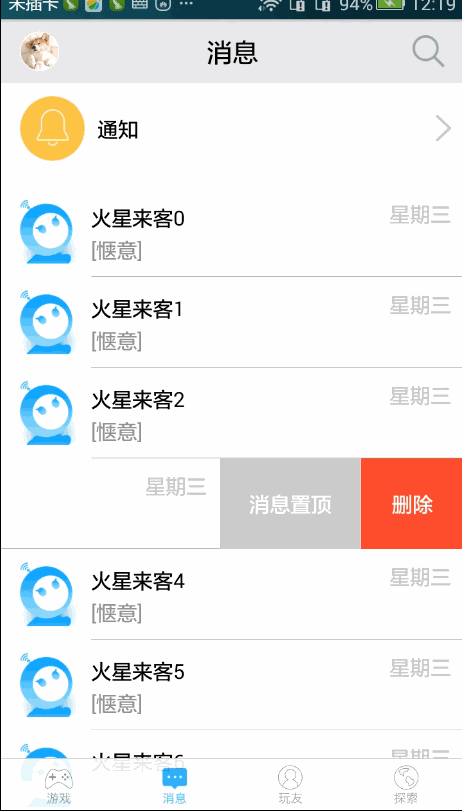 未插卡 94% 12:19
消息
通知
火星来客0 星期三
[惬意]
火星来客1 星期三
[惬意]
火星来客2 星期三
[惬意]
星期三 消息置顶 删除
火星来客4 星期三
[惬意]
火星来客5 星期三
[惬意]
火星来客6 星期三
游戏 消息 玩友 探索